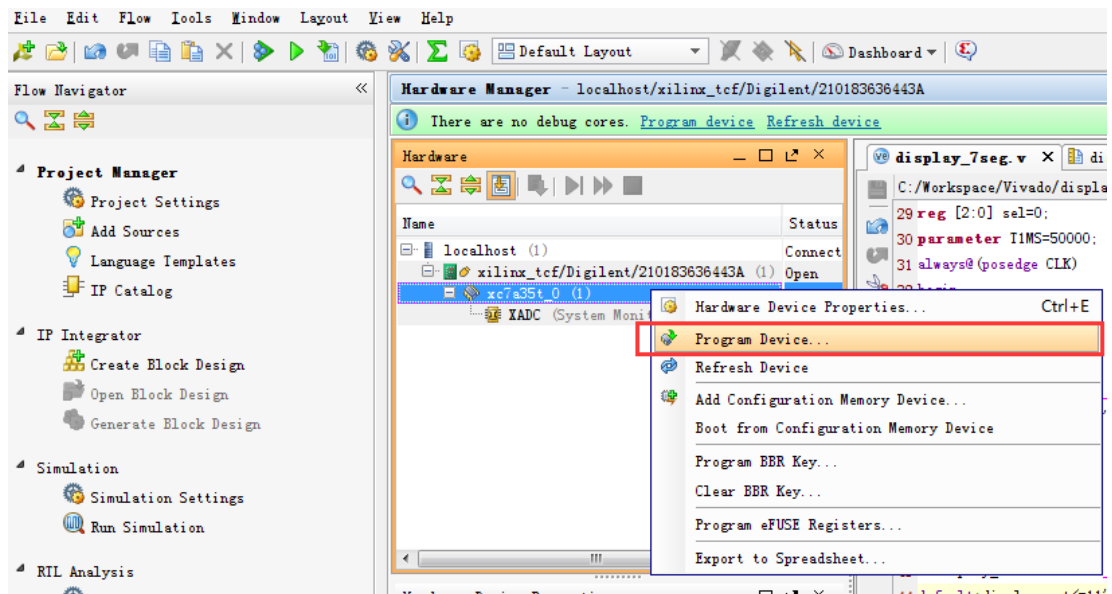 File Edit Flow Tools Window Layout View Help
Default Layout Dashboard
Flow Navigator
Project Manager
Project Settings
Add Sources
Language Templates
IP Catalog
IP Integrator
Create Block Design
Open Block Design
Generate Block Design
Simulation
Simulation Settings
Run Simulation
RTL Analysis
Hardware Manager - localhost/xilinx_tcf/Digilent/210183636443A
There are no debug cores. Program device Refresh device
Hardware
Name Status
localhost (1) Connect
xilinx_tcf/Digilent/210183636443A (1) Open
xc7a35t_0 (1)
XADC (System Monit
Hardware Device Properties... Ctrl+E
Program Device...
Refresh Device
Add Configuration Memory Device...
Boot from Configuration Memory Device
Program BBR Key...
Clear BBR Key...
Program eFUSE Registers...
Export to Spreadsheet...
display_7seg.v di
C:/Workspace/Vivado/displa
29 reg [2:0] sel=0;
30 parameter T1MS=50000;
31 always@(posedge CLK)